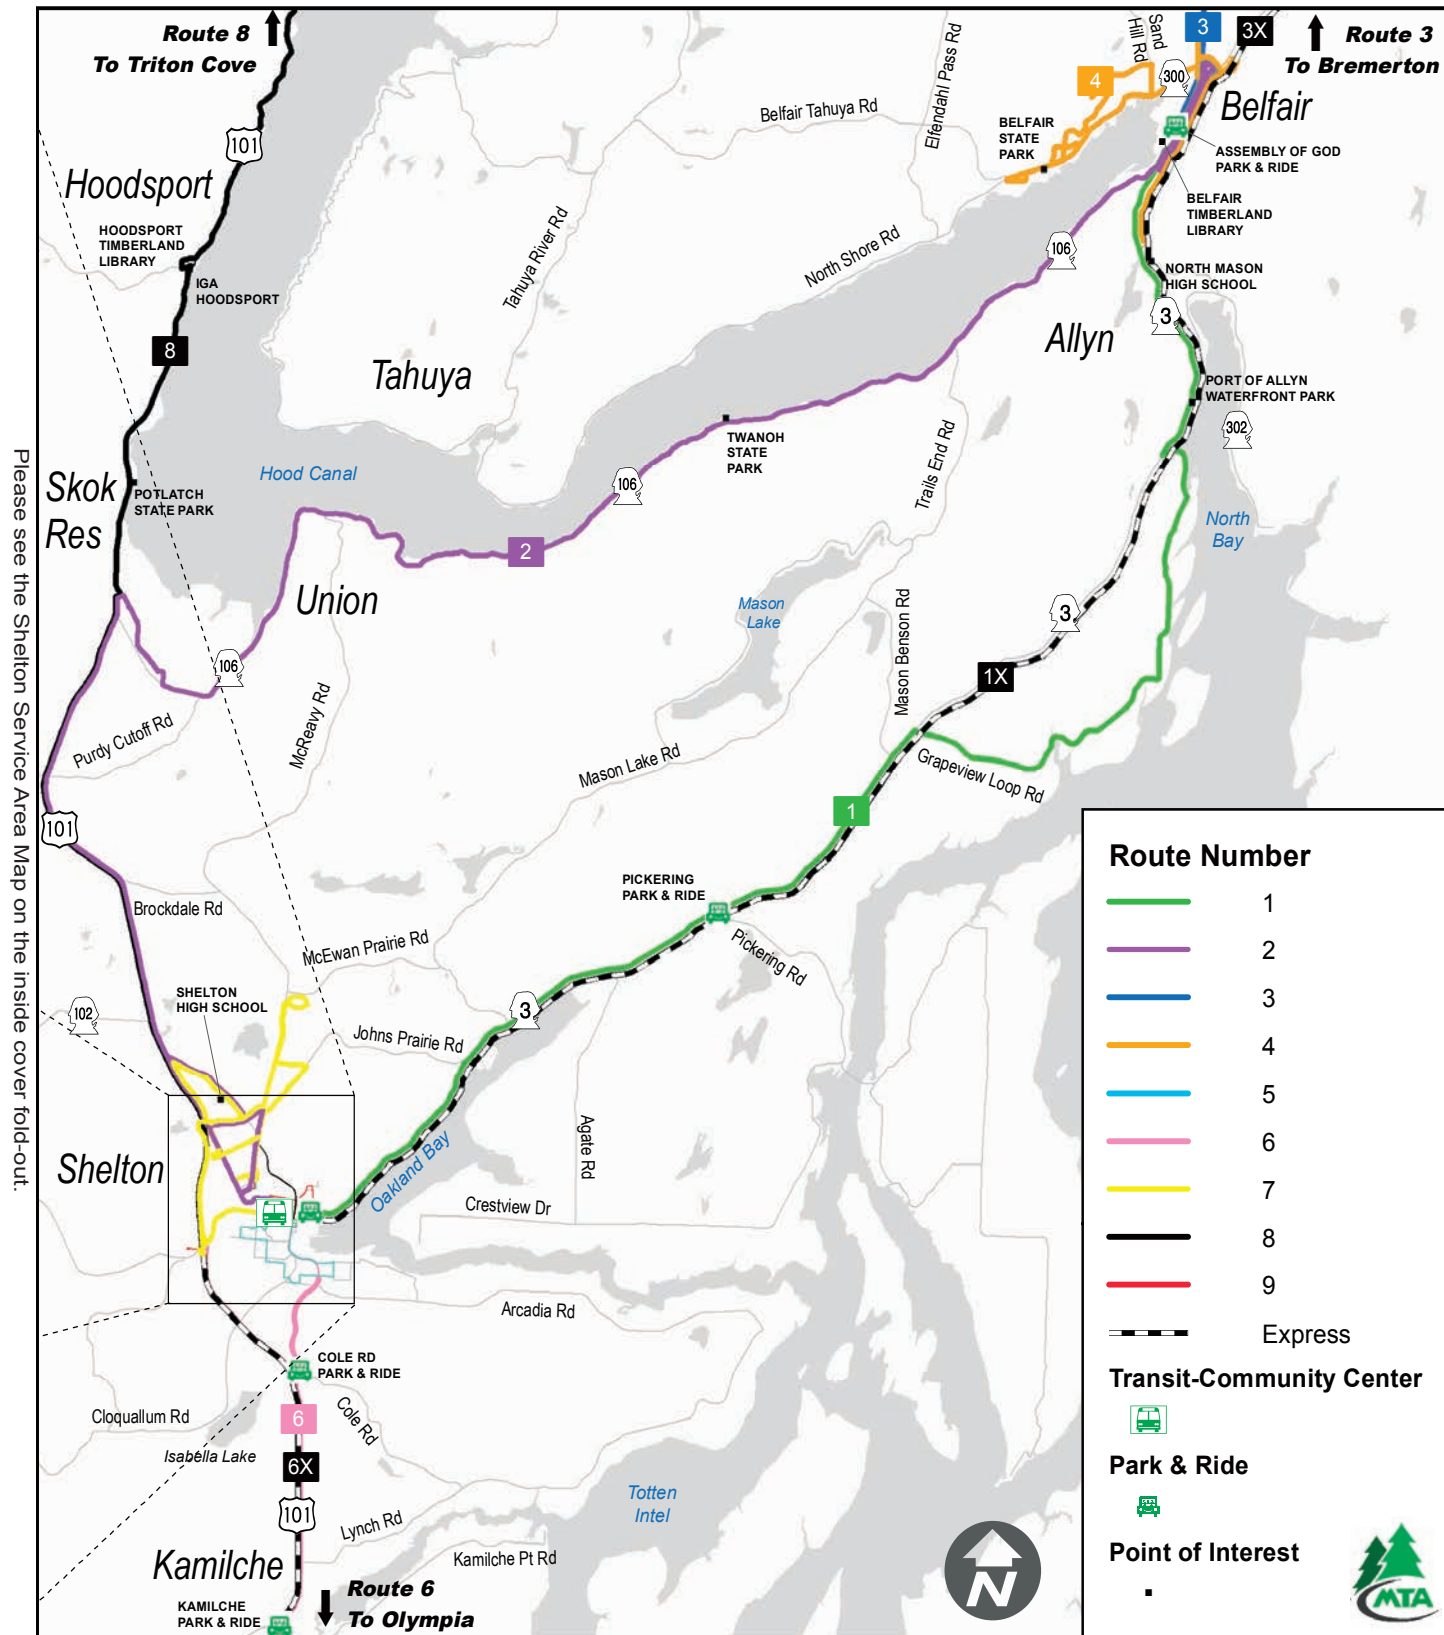 Route 8
To Triton Cove
3
3X
Route 3
To Bremerton
Sand
Hill Rd
Elfendahl Pass Rd
4
300
Belfair
Belfair Tahuya Rd
BELFAIR
STATE
PARK
ASSEMBLY OF GOD
PARK & RIDE
101
Hoodsport
BELFAIR
TIMBERLAND
LIBRARY
HOODSPORT
TIMBERLAND
LIBRARY
IGA
HOODSPORT
Tahuya River Rd
North Shore Rd
106
NORTH MASON
HIGH SCHOOL
3
8
Allyn
Tahuya
PORT OF ALLYN
WATERFRONT PARK
302
TWANOH
STATE
PARK
Trails End Rd
Hood Canal
106
Skok
Res
POTLATCH
STATE PARK
North
Bay
2
Union
Mason
Lake
3
Mason Benson Rd
106
1X
McReavy Rd
Purdy Cutoff Rd
Mason Lake Rd
Grapeview Loop Rd
1
101
Please see the Shelton Service Area Map on the inside cover fold-out.
PICKERING
PARK & RIDE
Brockdale Rd
McEwan Prairie Rd
Pickering Rd
SHELTON
HIGH SCHOOL
102
3
Johns Prairie Rd
Agate Rd
Shelton
Oakland Bay
Crestview Dr
Arcadia Rd
COLE RD
PARK & RIDE
Cloquallum Rd
6
Cole Rd
Isabella Lake
6X
101
Totten
Intel
Lynch Rd
Kamilche
Kamilche Pt Rd
Route 6
To Olympia
KAMILCHE
PARK & RIDE
N
Route Number
1
2
3
4
5
6
7
8
9
Express
Transit-Community Center
Park & Ride
Point of Interest
MTA